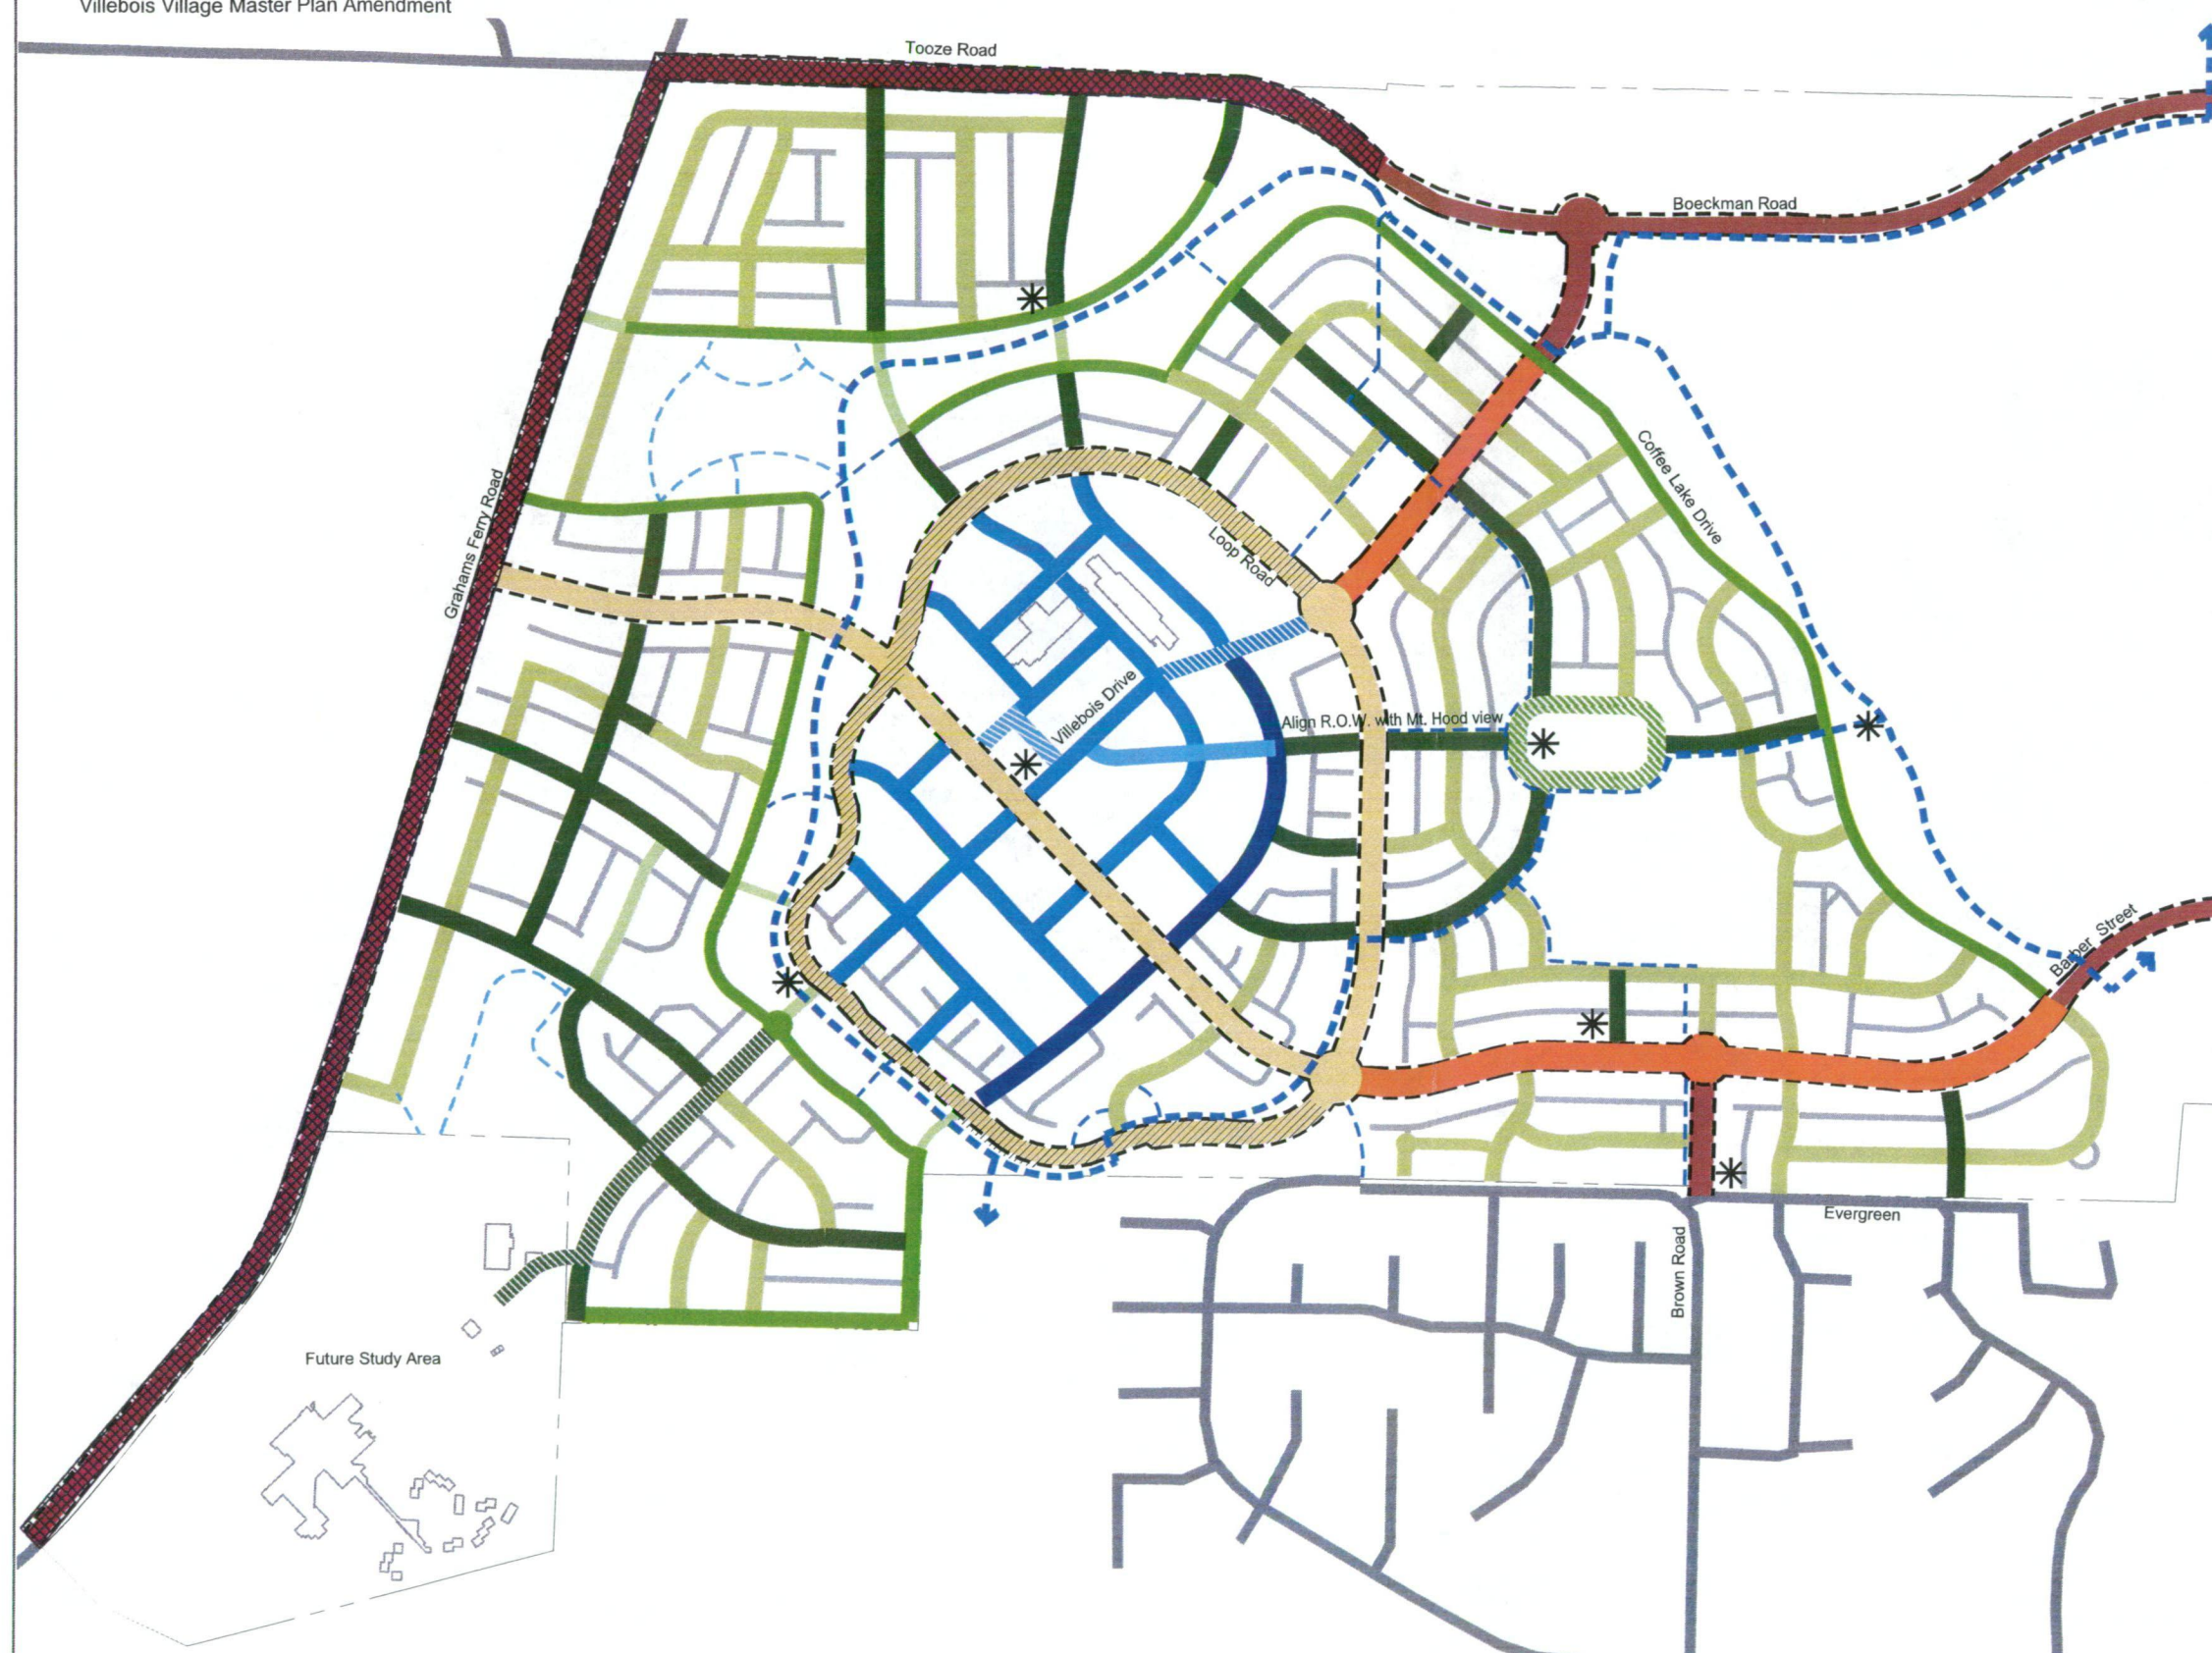 Villebois Village Master Plan Amendment
Tooze Road
Boeckman Road
Coffee Lake Drive
Grahams Ferry Road
Loop Road
Villebois Drive
Align R.O.W. with Mt. Hood view
Barber Street
Evergreen
Brown Road
Future Study Area